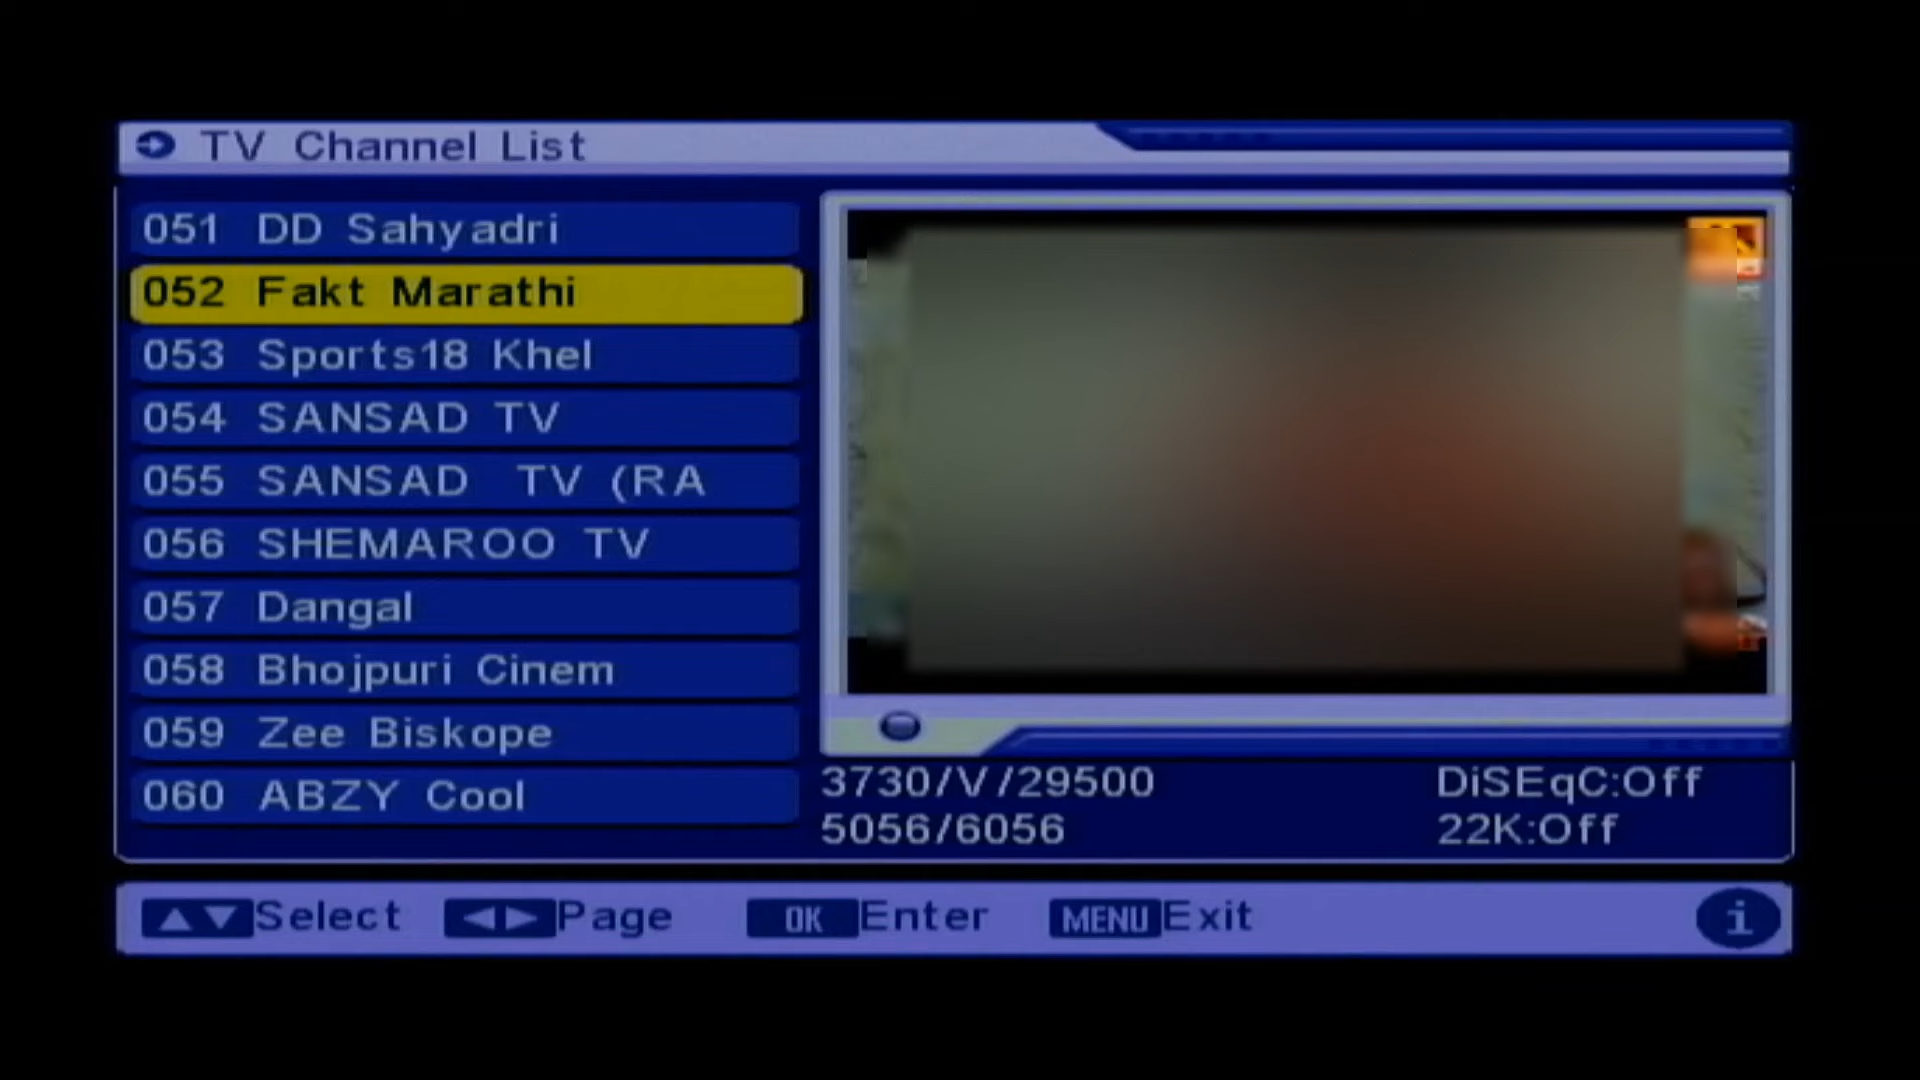 TV Channel List
051 DD Sahyadri
052 Fakt Marathi
053 Sports18 Khel
054 SANSAD TV
055 SANSAD TV (RA
056 SHEMAROO TV
057 Dangal
058 Bhojpuri Cinem
059 Zee Biskope
060 ABZY Cool
3730/V/29500 DiSEqC:Off
5056/6056 22K:Off
Select Page OK Enter MENU Exit i